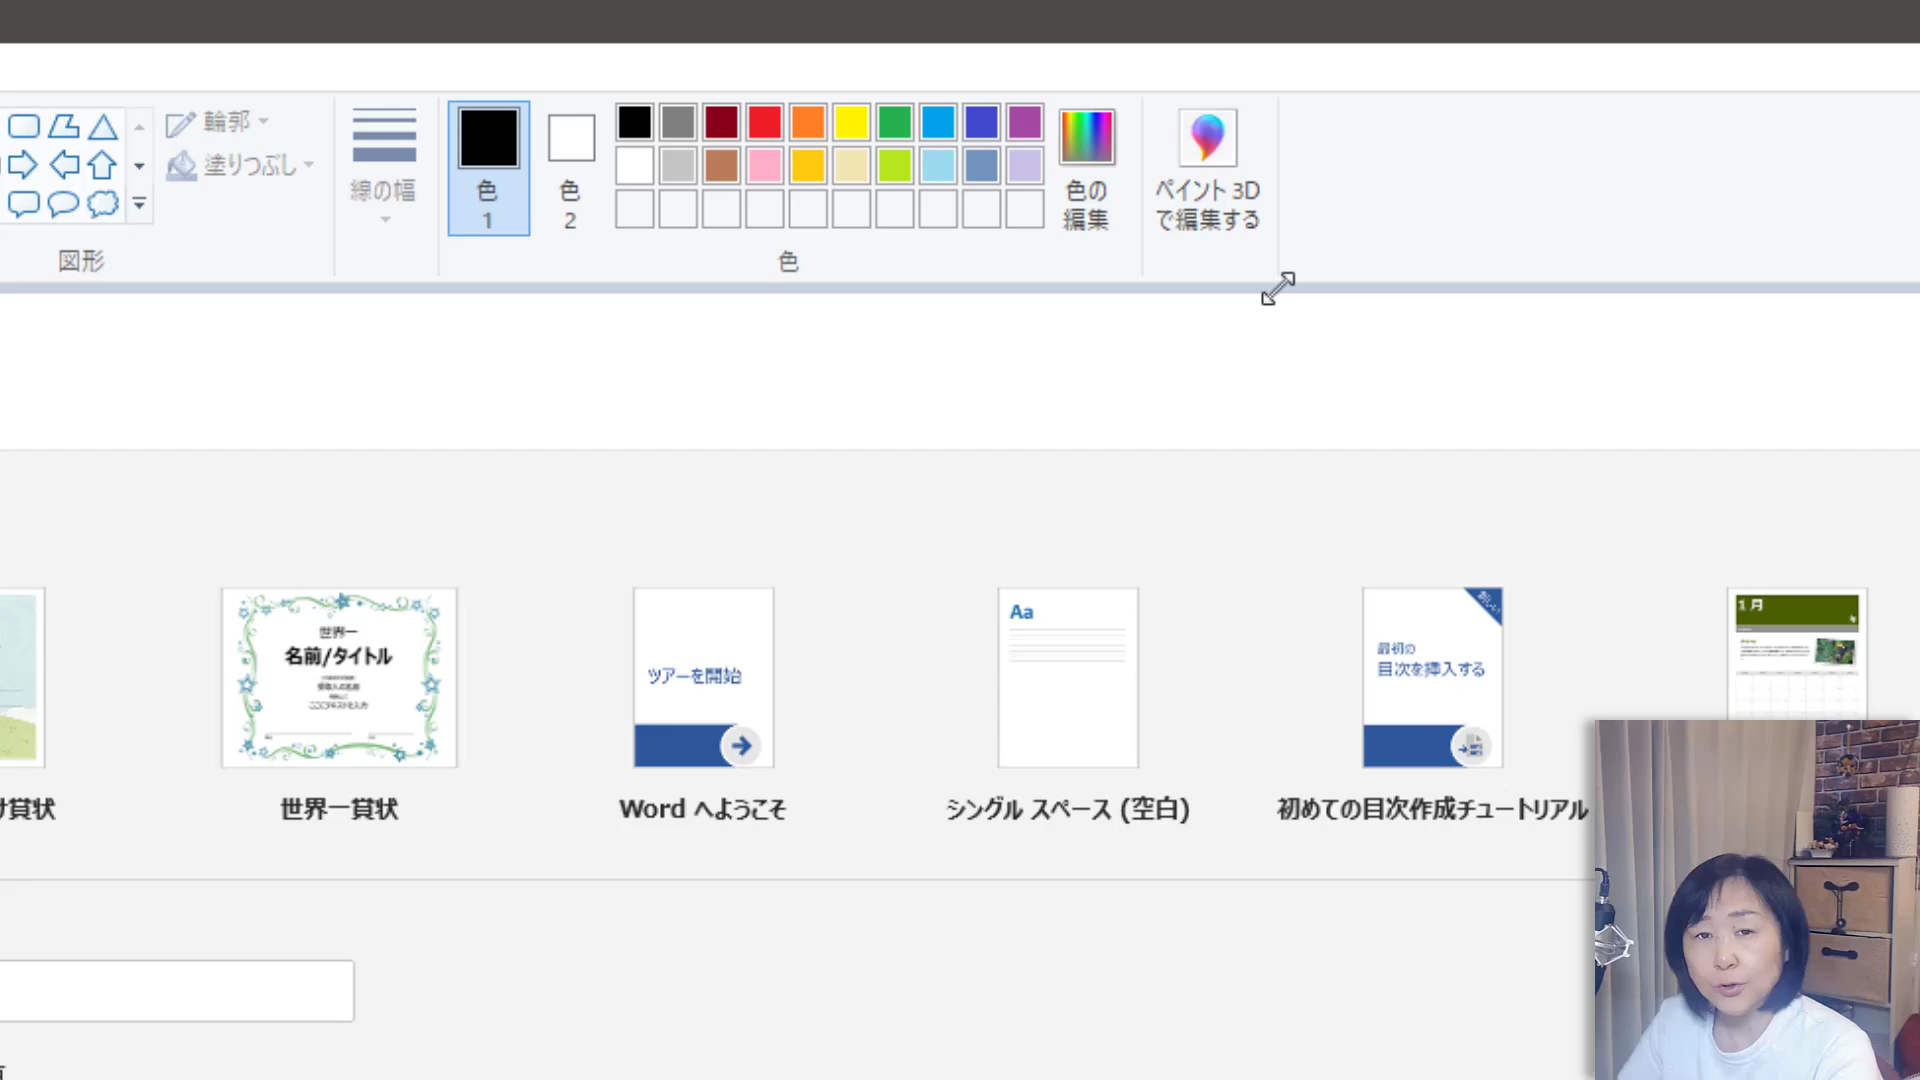 輪郭
塗りつぶし
線の幅
色
1
色
2
色の
編集
ペイント 3D
で編集する
図形
色
世界一
名前/タイトル
ツアーを開始
Aa
新しい
最初の
目次を挿入する
1 月
け賞状
世界一賞状
Word へようこそ
シングル スペース (空白)
初めての目次作成チュートリアル